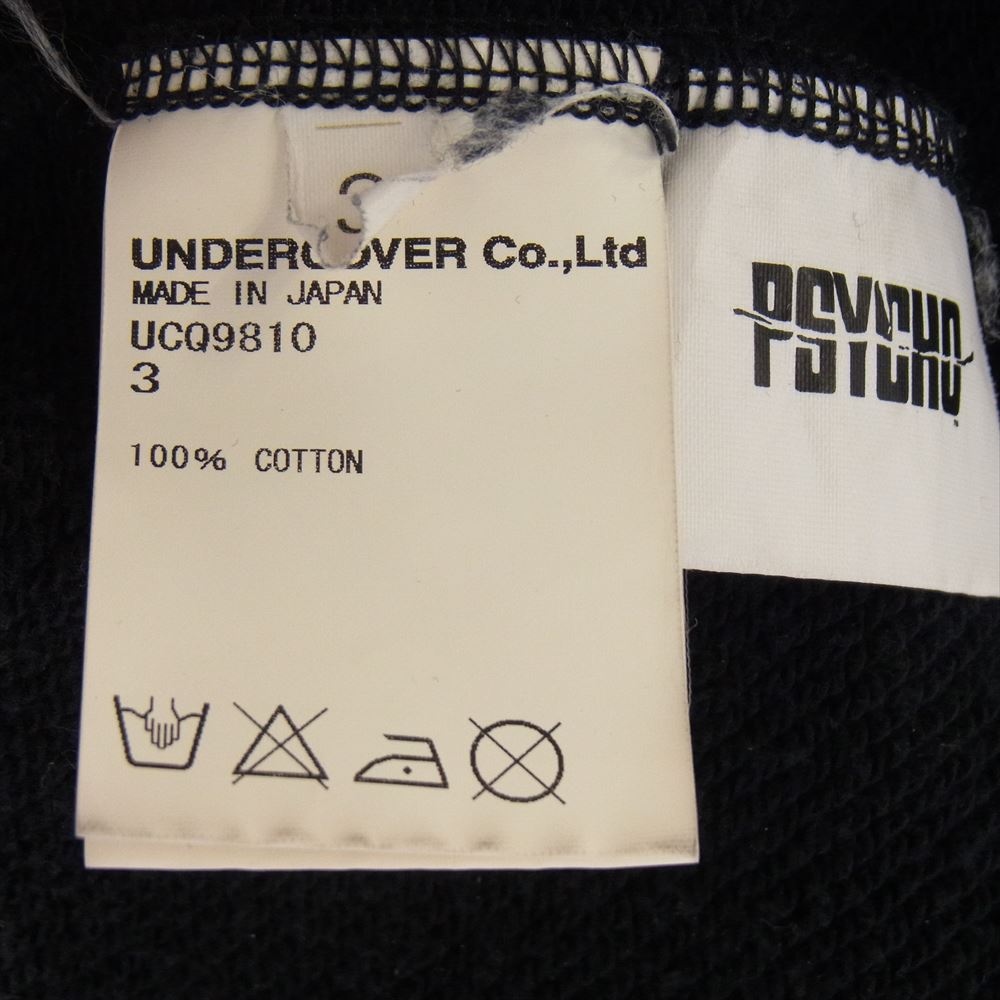 3
UNDERCOVER Co.,Ltd
MADE IN JAPAN
UCQ9810
3
100% COTTON
PSYCHO